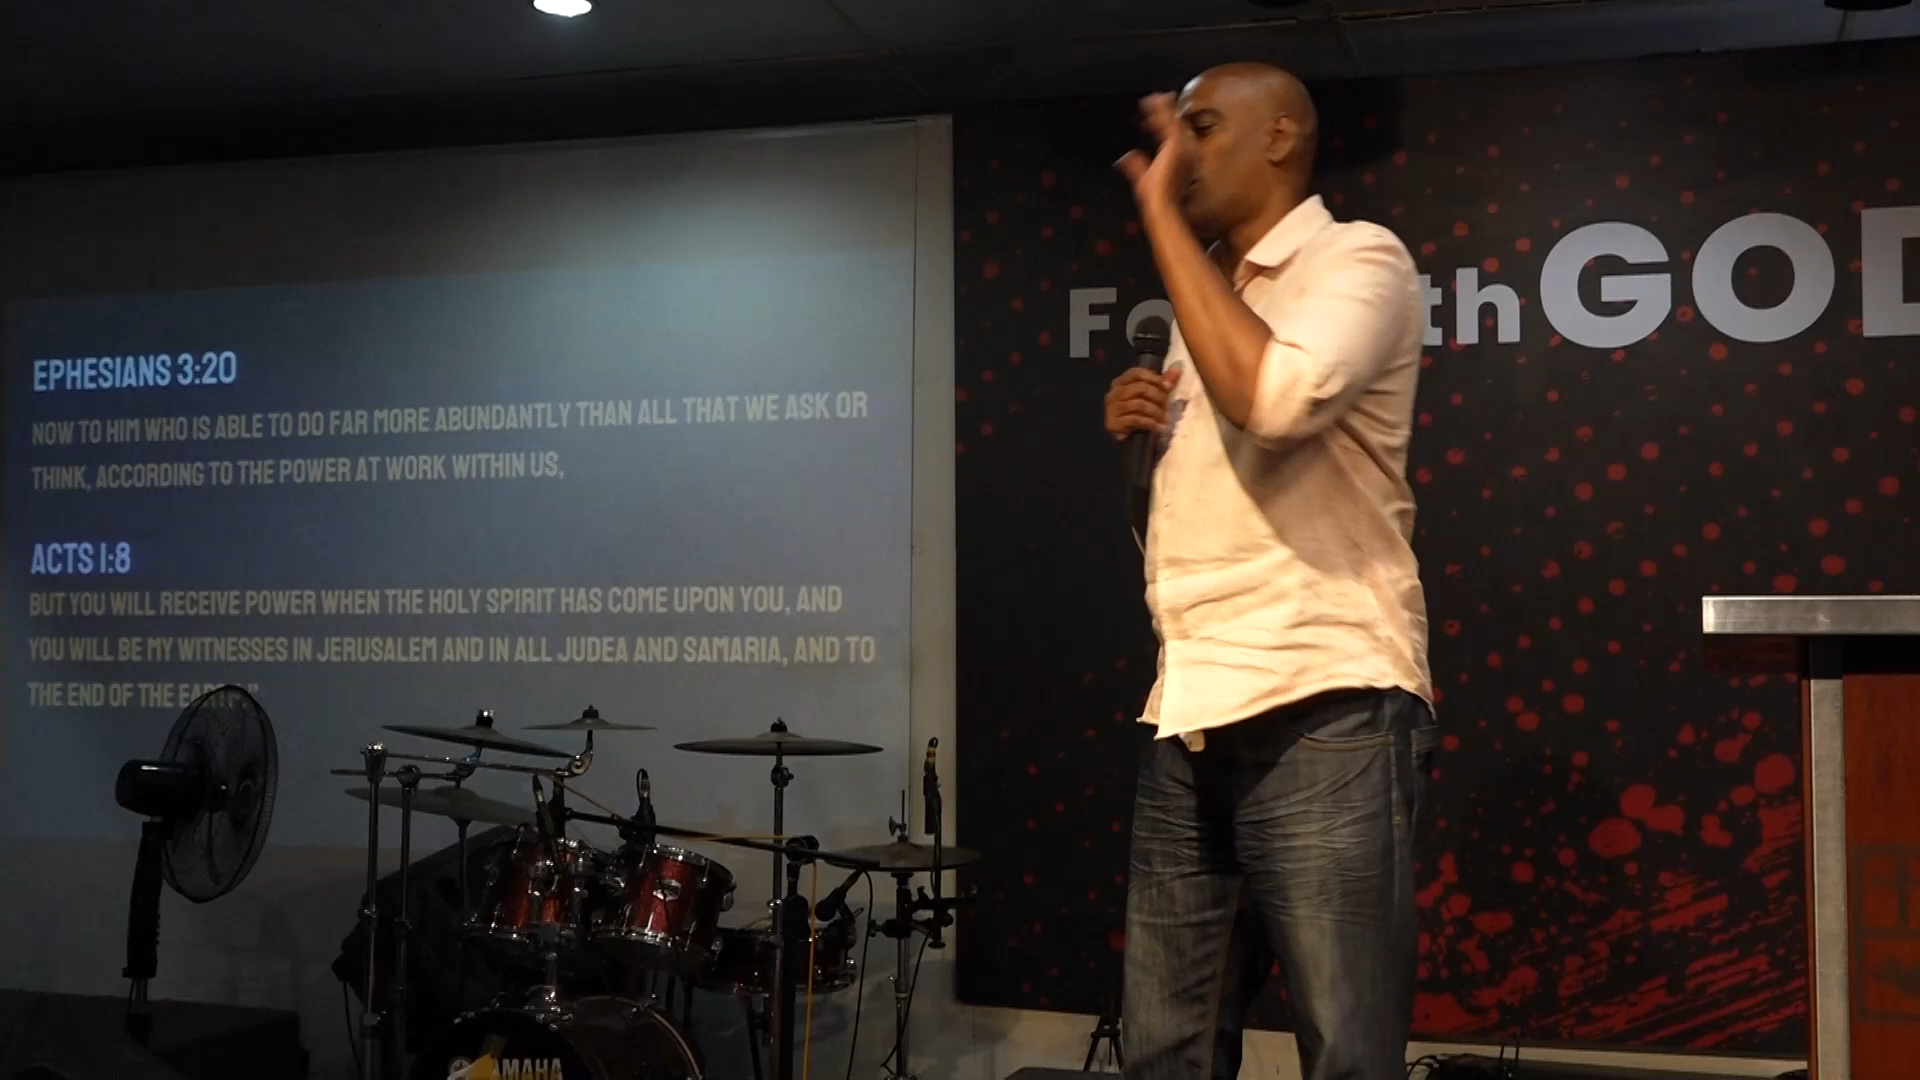 EPHESIANS 3:20
NOW TO HIM WHO IS ABLE TO DO FAR MORE ABUNDANTLY THAN ALL THAT WE ASK OR
THINK, ACCORDING TO THE POWER AT WORK WITHIN US,
ACTS 1:8
BUT YOU WILL RECEIVE POWER WHEN THE HOLY SPIRIT HAS COME UPON YOU, AND
YOU WILL BE MY WITNESSES IN JERUSALEM AND IN ALL JUDEA AND SAMARIA, AND TO
THE END OF THE EARTH."
GOD